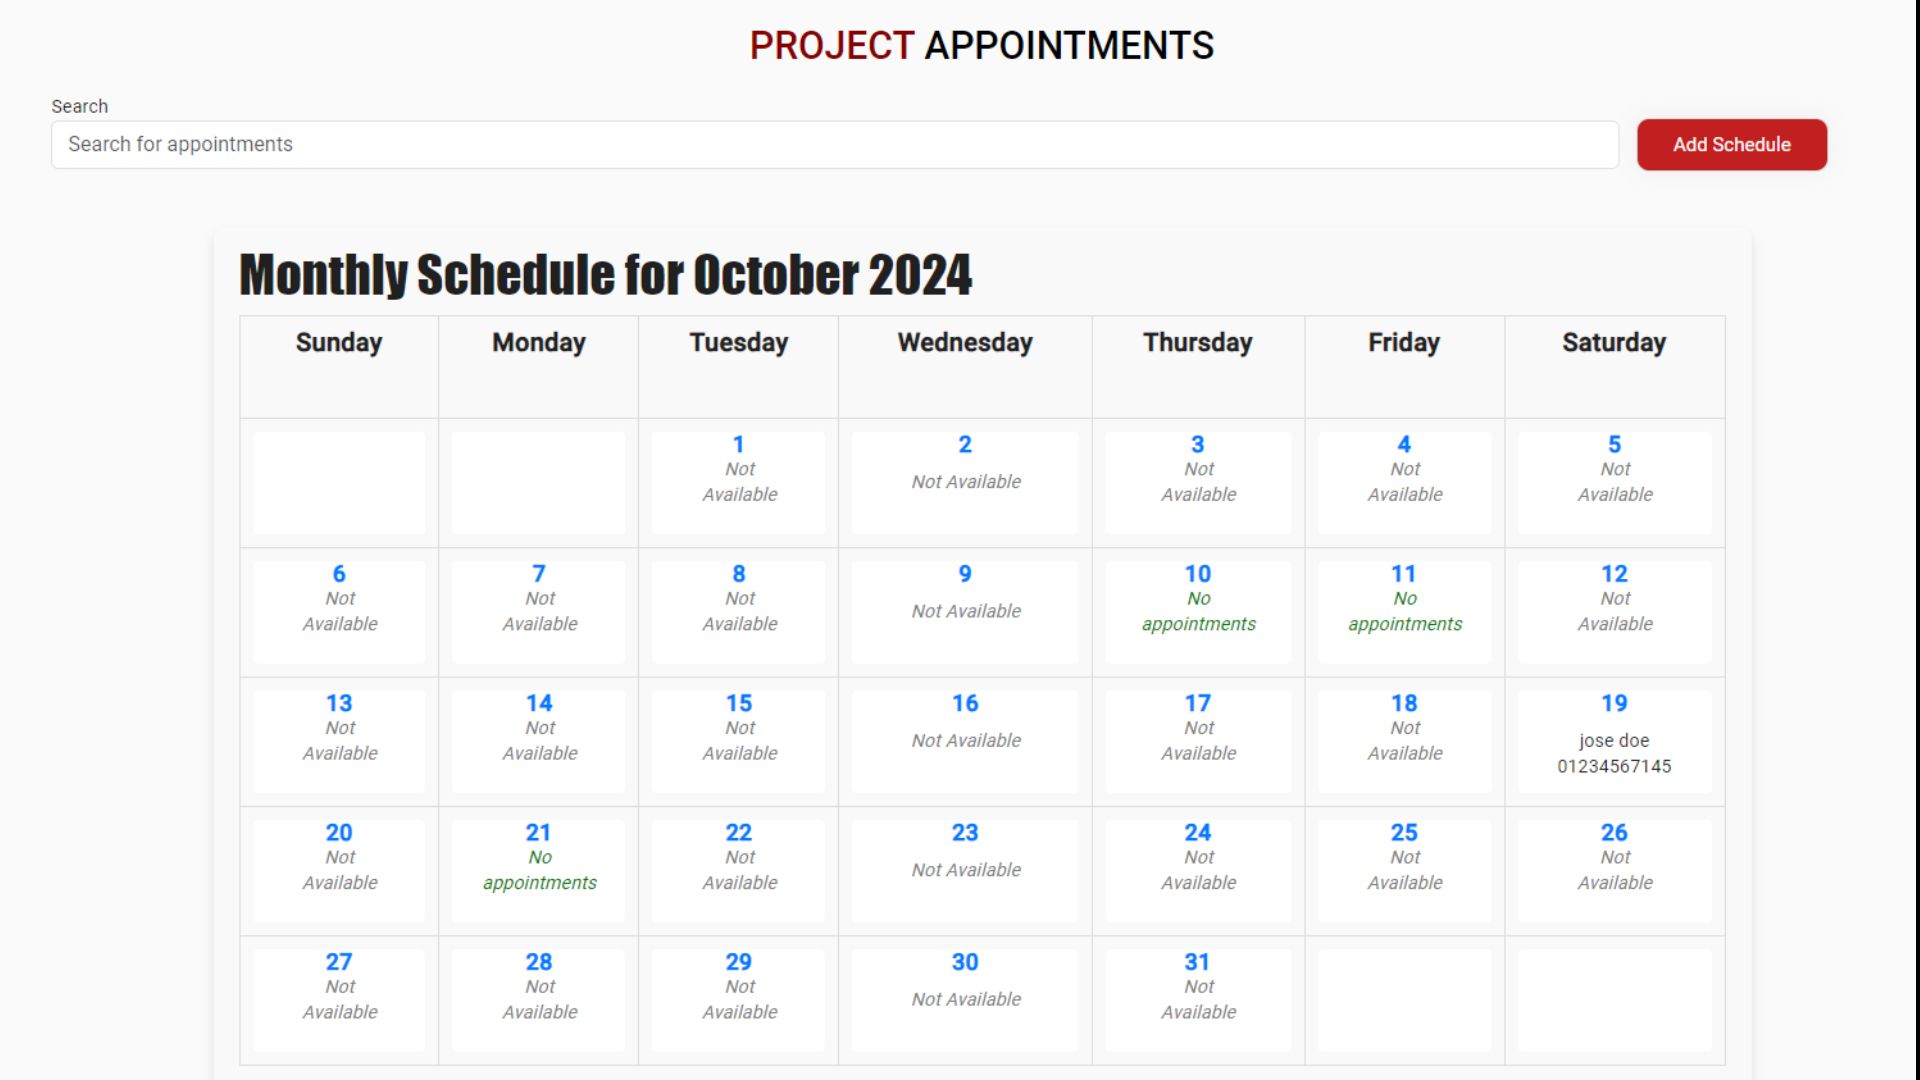 PROJECT APPOINTMENTS
Search
Search for appointments
Add Schedule
Monthly Schedule for October 2024
Sunday Monday Tuesday Wednesday Thursday Friday Saturday
1 2 3 4 5
Not Not Available Not Not Not
Available Available Available Available
6 7 8 9 10 11 12
Not Not Not Not Available No No Not
Available Available Available appointments appointments Available
13 14 15 16 17 18 19
Not Not Not Not Available Not Not jose doe
Available Available Available Available Available 01234567145
20 21 22 23 24 25 26
Not No Not Not Available Not Not Not
Available appointments Available Available Available Available
27 28 29 30 31
Not Not Not Not Available Not
Available Available Available Available